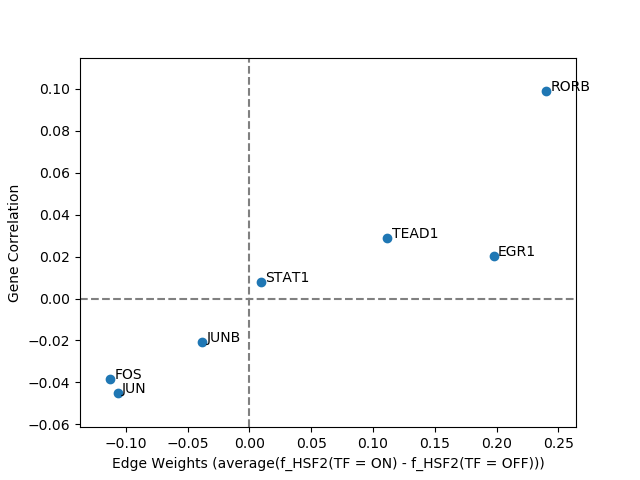 0.10
0.08
0.06
0.04
0.02
0.00
−0.02
−0.04
−0.06
Gene Correlation
RORB
TEAD1
EGR1
STAT1
JUNB
FOS
JUN
−0.10
−0.05
0.00
0.05
0.10
0.15
0.20
0.25
Edge Weights (average(f_HSF2(TF = ON) - f_HSF2(TF = OFF)))